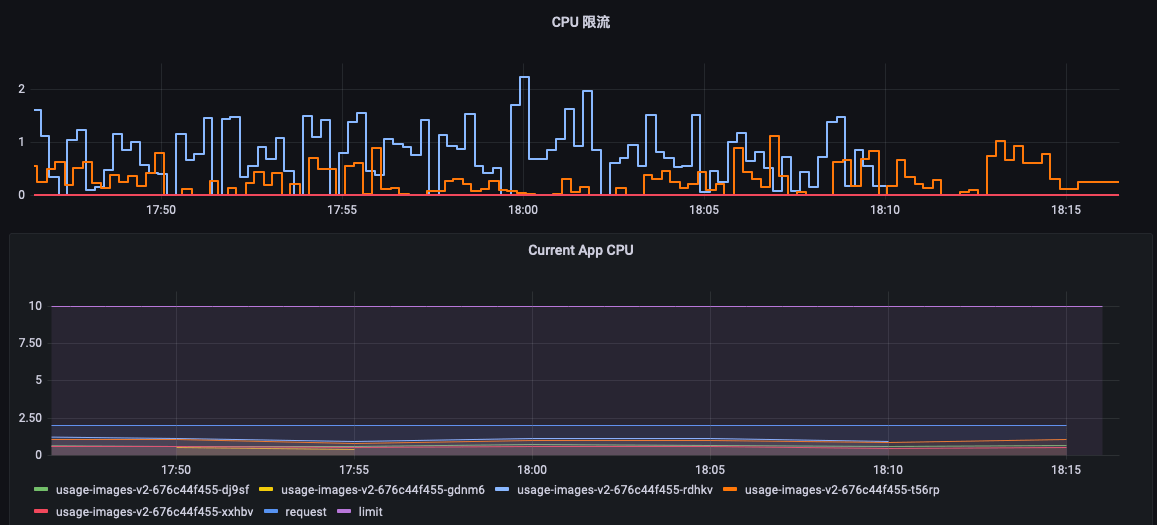 CPU 限流
2
1
0
17:50 17:55 18:00 18:05 18:10 18:15
Current App CPU
10
7.50
5
2.50
0
17:50 17:55 18:00 18:05 18:10 18:15
usage-images-v2-676c44f455-dj9sf usage-images-v2-676c44f455-gdnm6 usage-images-v2-676c44f455-rdhkv usage-images-v2-676c44f455-t56rp
usage-images-v2-676c44f455-xxhbv request limit